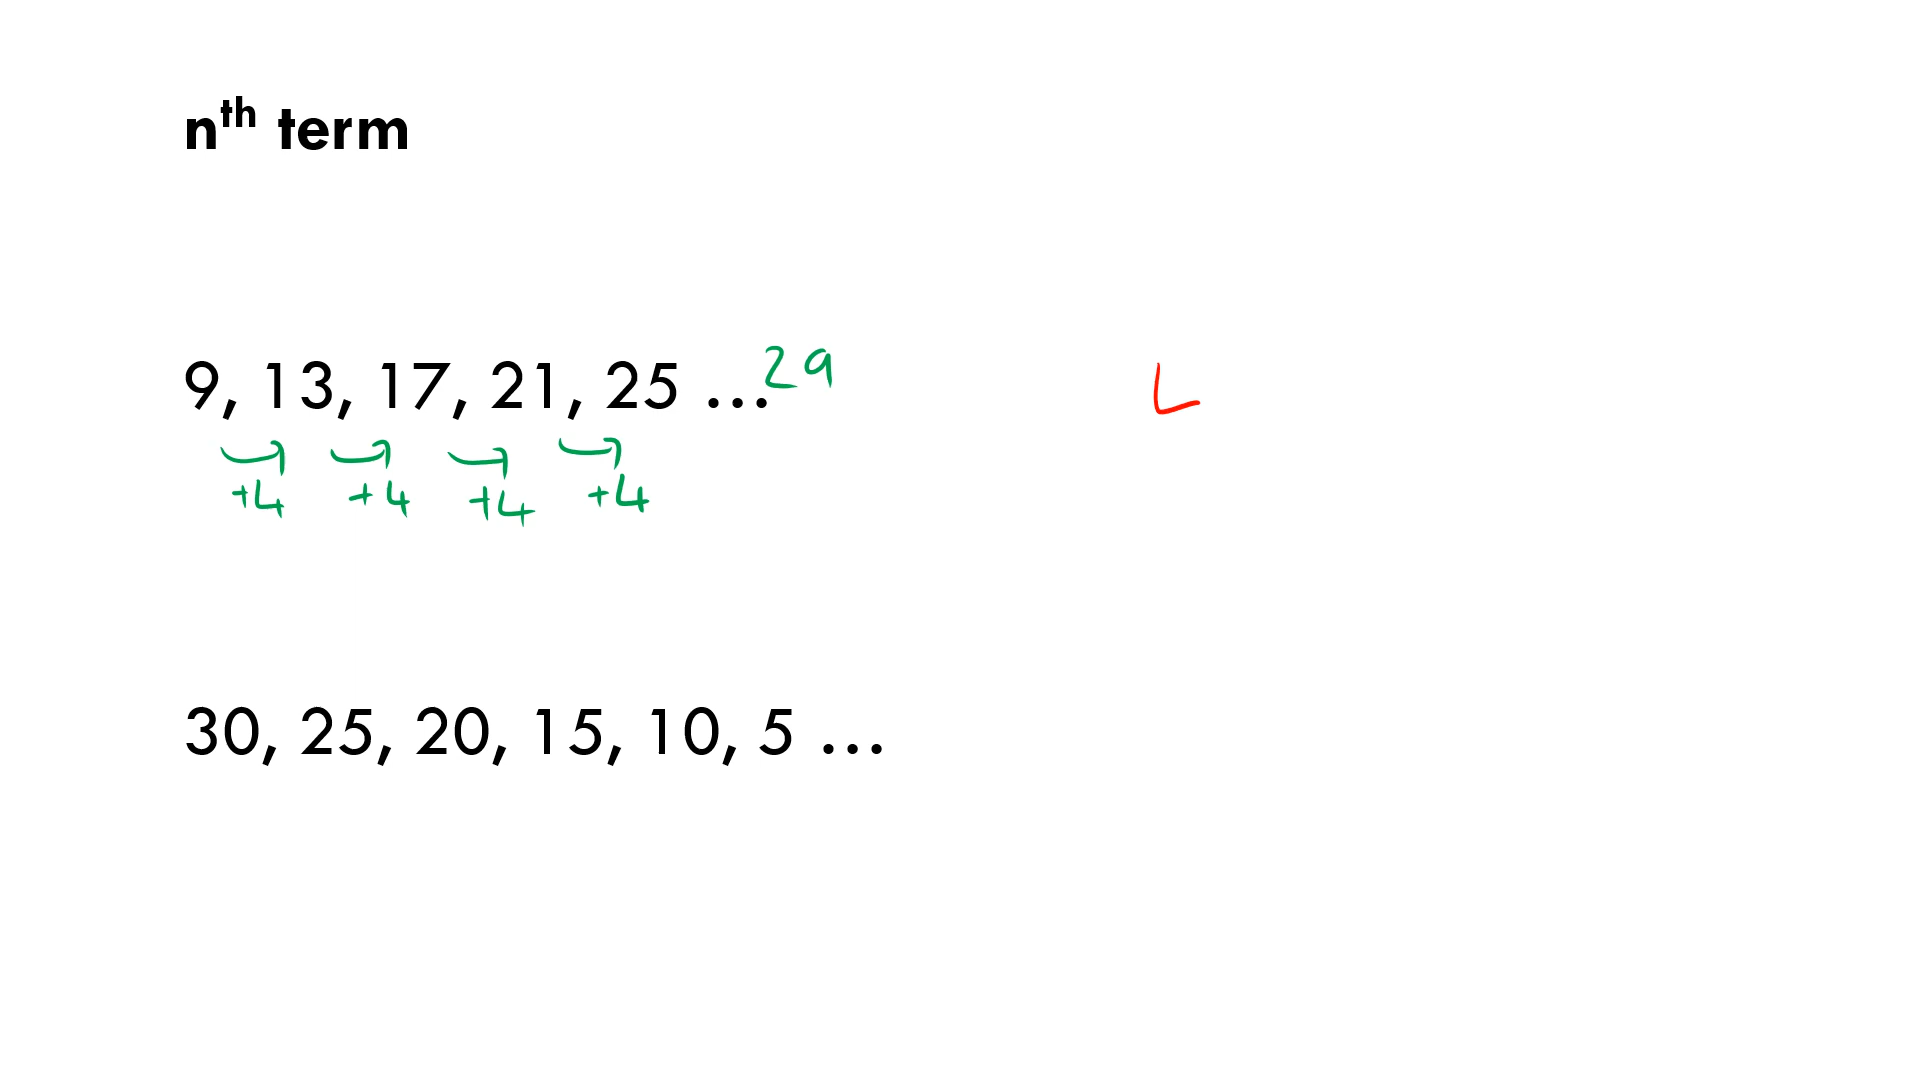 nth term
9, 13, 17, 21, 25 ... 29
L
+4 +4 +4 +4
30, 25, 20, 15, 10, 5 ...